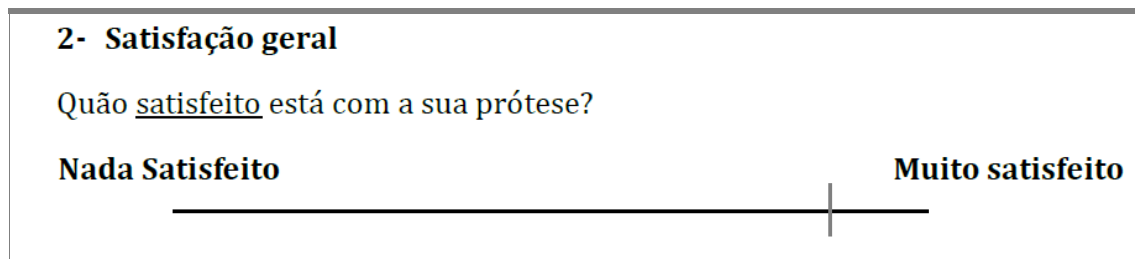 2- Satisfação geral
Quão satisfeito está com a sua prótese?
Nada Satisfeito Muito satisfeito